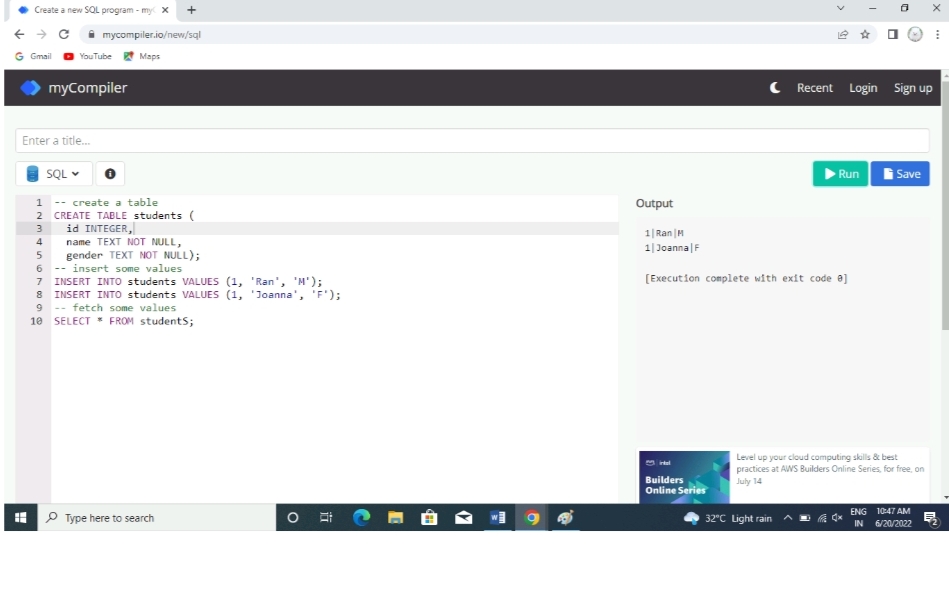 Create a new SQL program - my
mycompiler.io/new/sql
Gmail YouTube Maps
myCompiler Recent Login Sign up
Enter a title...
SQL Run Save
1 -- create a table
2 CREATE TABLE students (
3 id INTEGER,
4 name TEXT NOT NULL,
5 gender TEXT NOT NULL);
6 -- insert some values
7 INSERT INTO students VALUES (1, 'Ran', 'M');
8 INSERT INTO students VALUES (1, 'Joanna', 'F');
9 -- fetch some values
10 SELECT * FROM studentS;
Output
1|Ran|M
1|Joanna|F
[Execution complete with exit code 0]
intel
Builders
Online Series
Level up your cloud computing skills & best
practices at AWS Builders Online Series, for free, on
July 14
Type here to search
32°C Light rain
ENG
IN
10:47 AM
6/20/2022
2